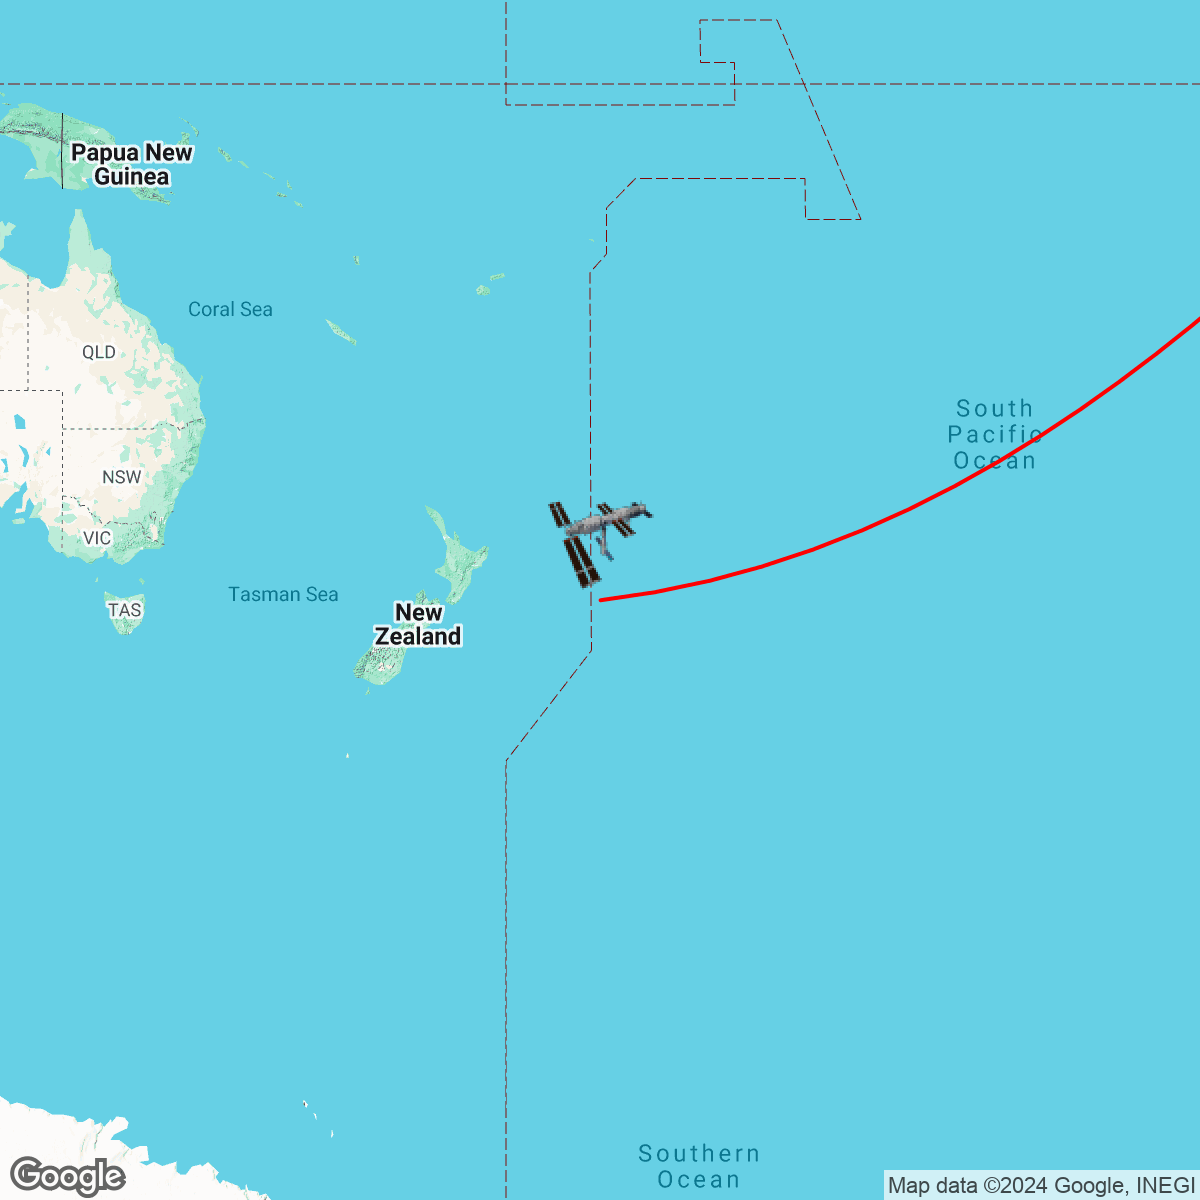 Papua New
Guinea
Coral Sea
QLD
South
Pacific
Ocean
NSW
VIC
Tasman Sea
TAS
New
Zealand
Southern
Ocean
Google
Map data ©2024 Google, INEGI